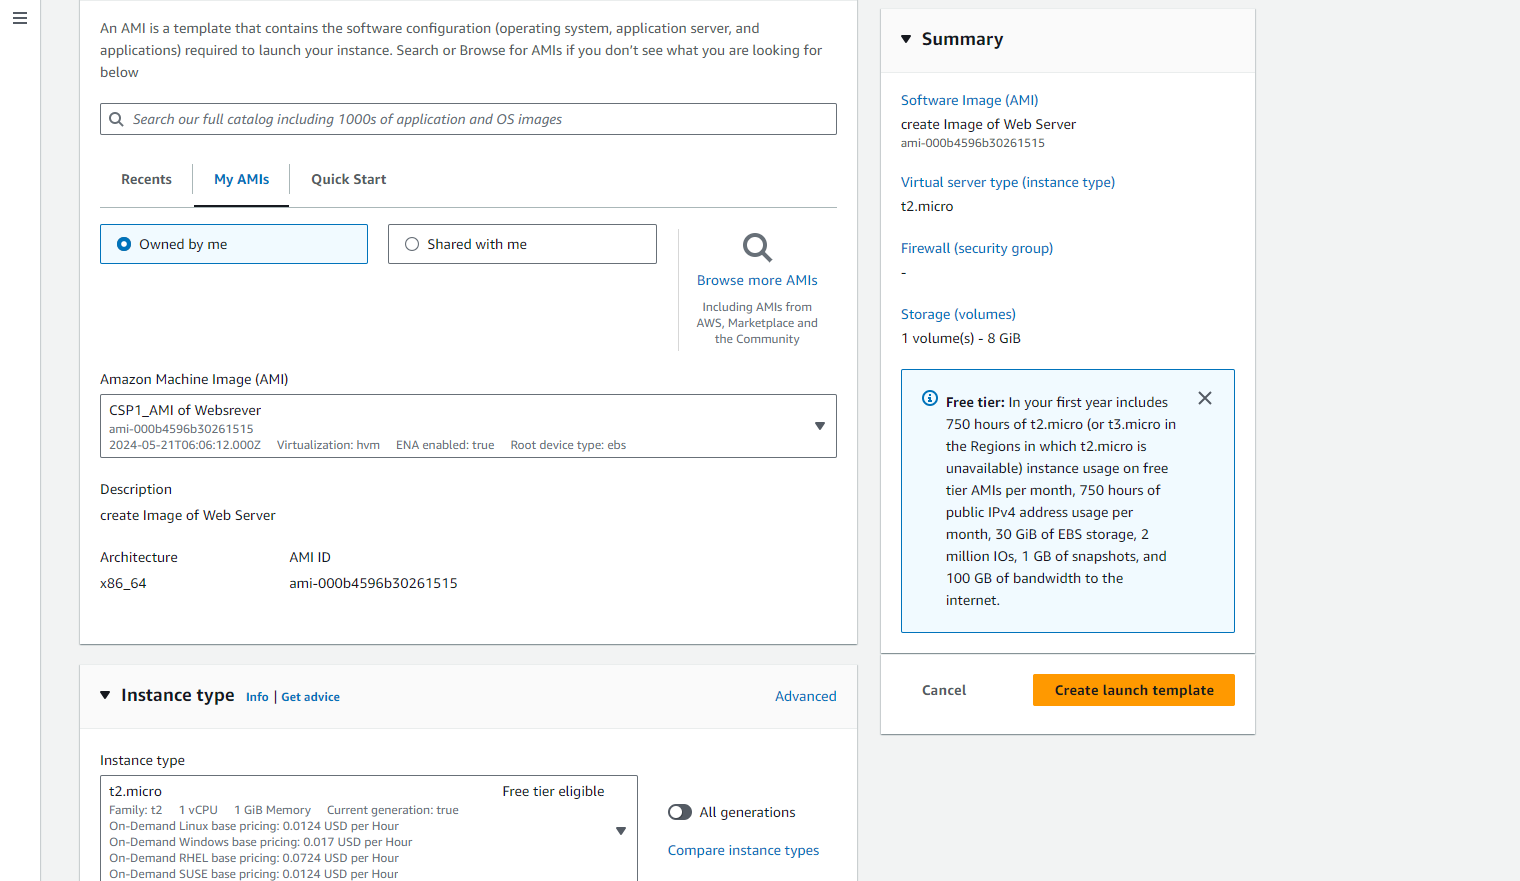 An AMI is a template that contains the software configuration (operating system, application server, and
applications) required to launch your instance. Search or Browse for AMIs if you don't see what you are looking for
below
Search our full catalog including 1000s of application and OS images
Recents
My AMIs
Quick Start
Owned by me
Shared with me
Browse more AMIs
Including AMIs from
AWS, Marketplace and
the Community
Amazon Machine Image (AMI)
CSP1_AMI of Websrever
ami-000b4596b30261515
2024-05-21T06:06:12.000Z Virtualization: hvm ENA enabled: true Root device type: ebs
Description
create Image of Web Server
Architecture AMI ID
x86_64 ami-000b4596b30261515
Instance type Info | Get advice Advanced
Instance type
t2.micro Free tier eligible
Family: t2 1 vCPU 1 GiB Memory Current generation: true
On-Demand Linux base pricing: 0.0124 USD per Hour
On-Demand Windows base pricing: 0.017 USD per Hour
On-Demand RHEL base pricing: 0.0724 USD per Hour
On-Demand SUSE base pricing: 0.0124 USD per Hour
All generations
Compare instance types
Summary
Software Image (AMI)
create Image of Web Server
ami-000b4596b30261515
Virtual server type (instance type)
t2.micro
Firewall (security group)
-
Storage (volumes)
1 volume(s) - 8 GiB
Free tier: In your first year includes
750 hours of t2.micro (or t3.micro in
the Regions in which t2.micro is
unavailable) instance usage on free
tier AMIs per month, 750 hours of
public IPv4 address usage per
month, 30 GiB of EBS storage, 2
million IOs, 1 GB of snapshots, and
100 GB of bandwidth to the
internet.
Cancel
Create launch template